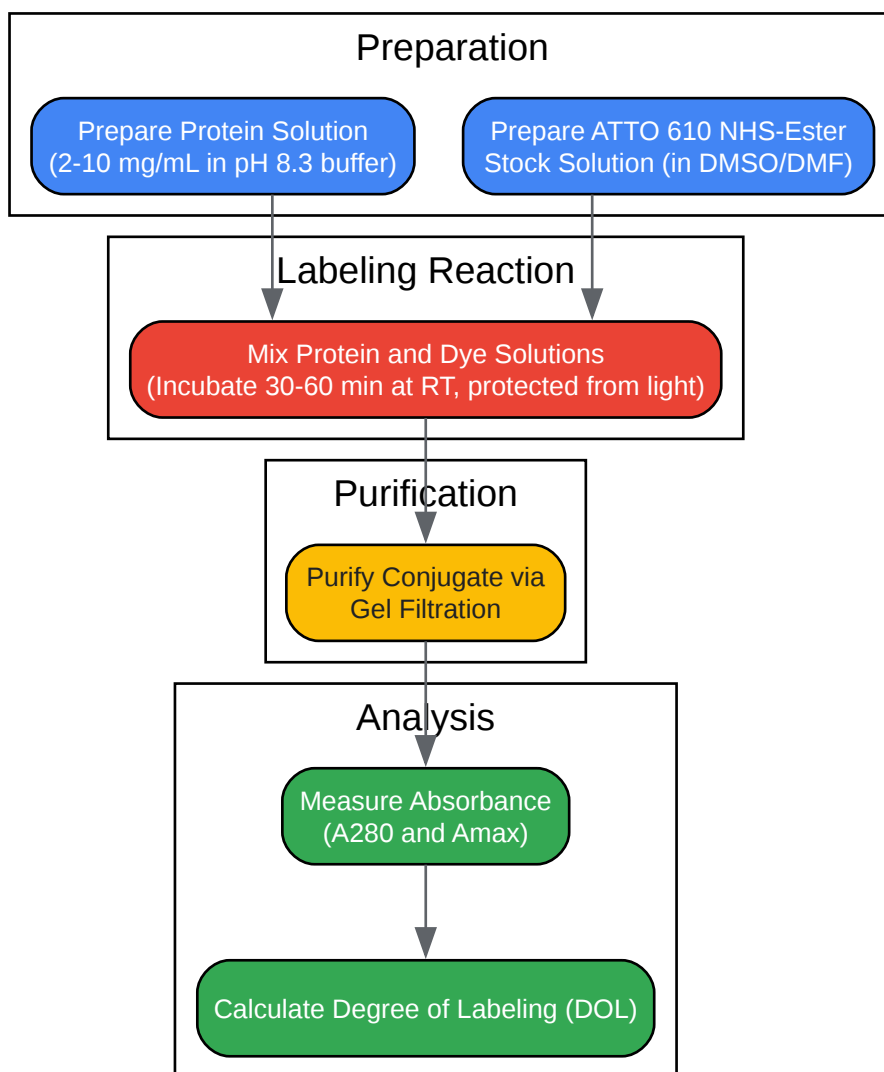 Preparation
Prepare Protein Solution
(2-10 mg/mL in pH 8.3 buffer)
Prepare ATTO 610 NHS-Ester
Stock Solution (in DMSO/DMF)
Labeling Reaction
Mix Protein and Dye Solutions
(Incubate 30-60 min at RT, protected from light)
Purification
Purify Conjugate via
Gel Filtration
Analysis
Measure Absorbance
(A280 and Amax)
Calculate Degree of Labeling (DOL)